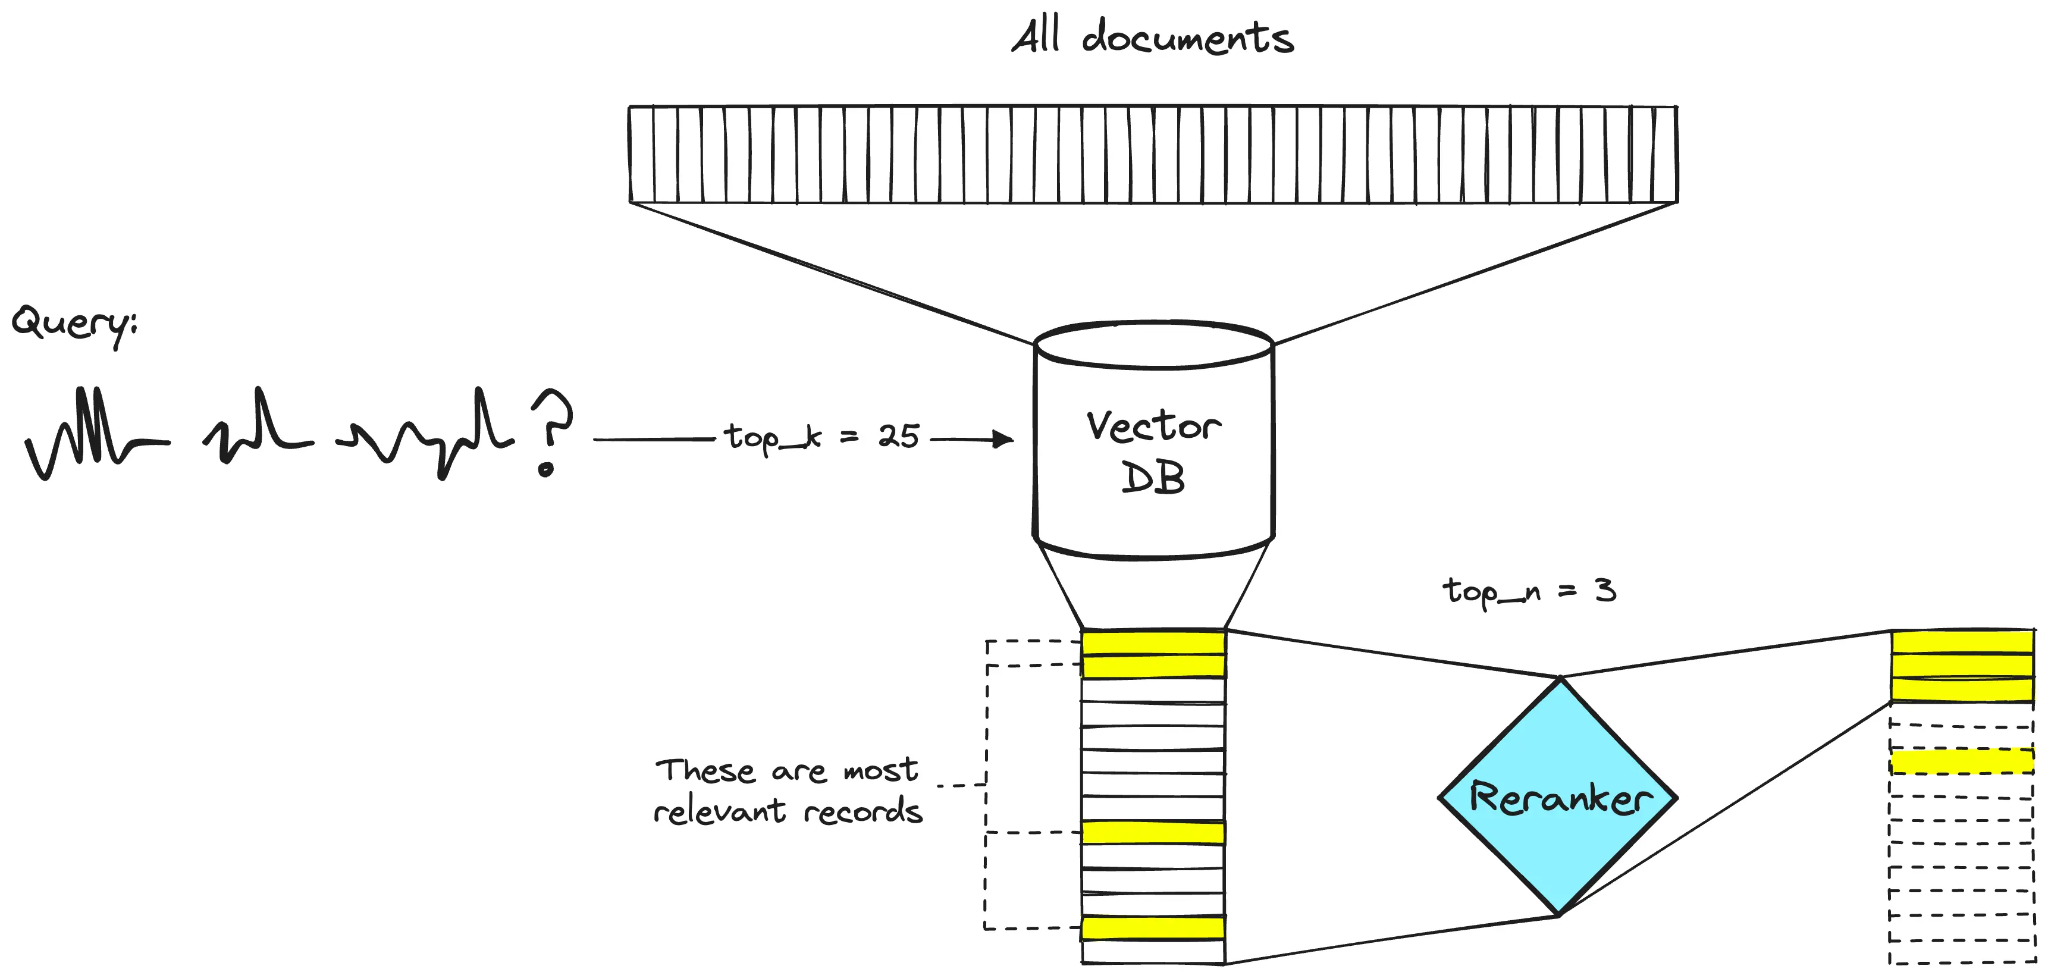 All documents
Query:
?
top_k = 25
Vector
DB
top_n = 3
These are most
relevant records
Reranker